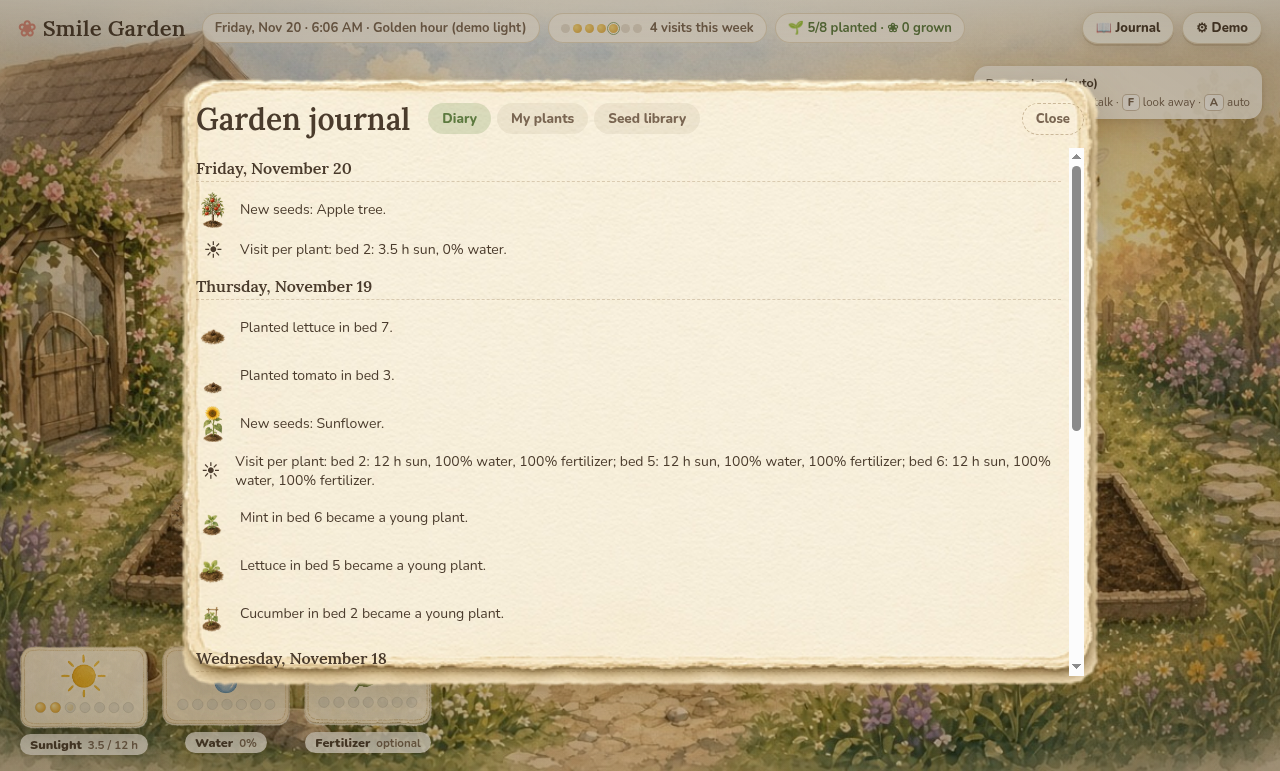 Smile Garden
Friday, Nov 20 · 6:06 AM · Golden hour (demo light)
4 visits this week
5/8 planted · 0 grown
Journal
Demo
alk · F look away · A auto
Garden journal
Diary
My plants
Seed library
Close
Friday, November 20
New seeds: Apple tree.
Visit per plant: bed 2: 3.5 h sun, 0% water.
Thursday, November 19
Planted lettuce in bed 7.
Planted tomato in bed 3.
New seeds: Sunflower.
Visit per plant: bed 2: 12 h sun, 100% water, 100% fertilizer; bed 5: 12 h sun, 100% water, 100% fertilizer; bed 6: 12 h sun, 100%
water, 100% fertilizer.
Mint in bed 6 became a young plant.
Lettuce in bed 5 became a young plant.
Cucumber in bed 2 became a young plant.
Wednesday, November 18
Sunlight 3.5 / 12 h
Water 0%
Fertilizer optional